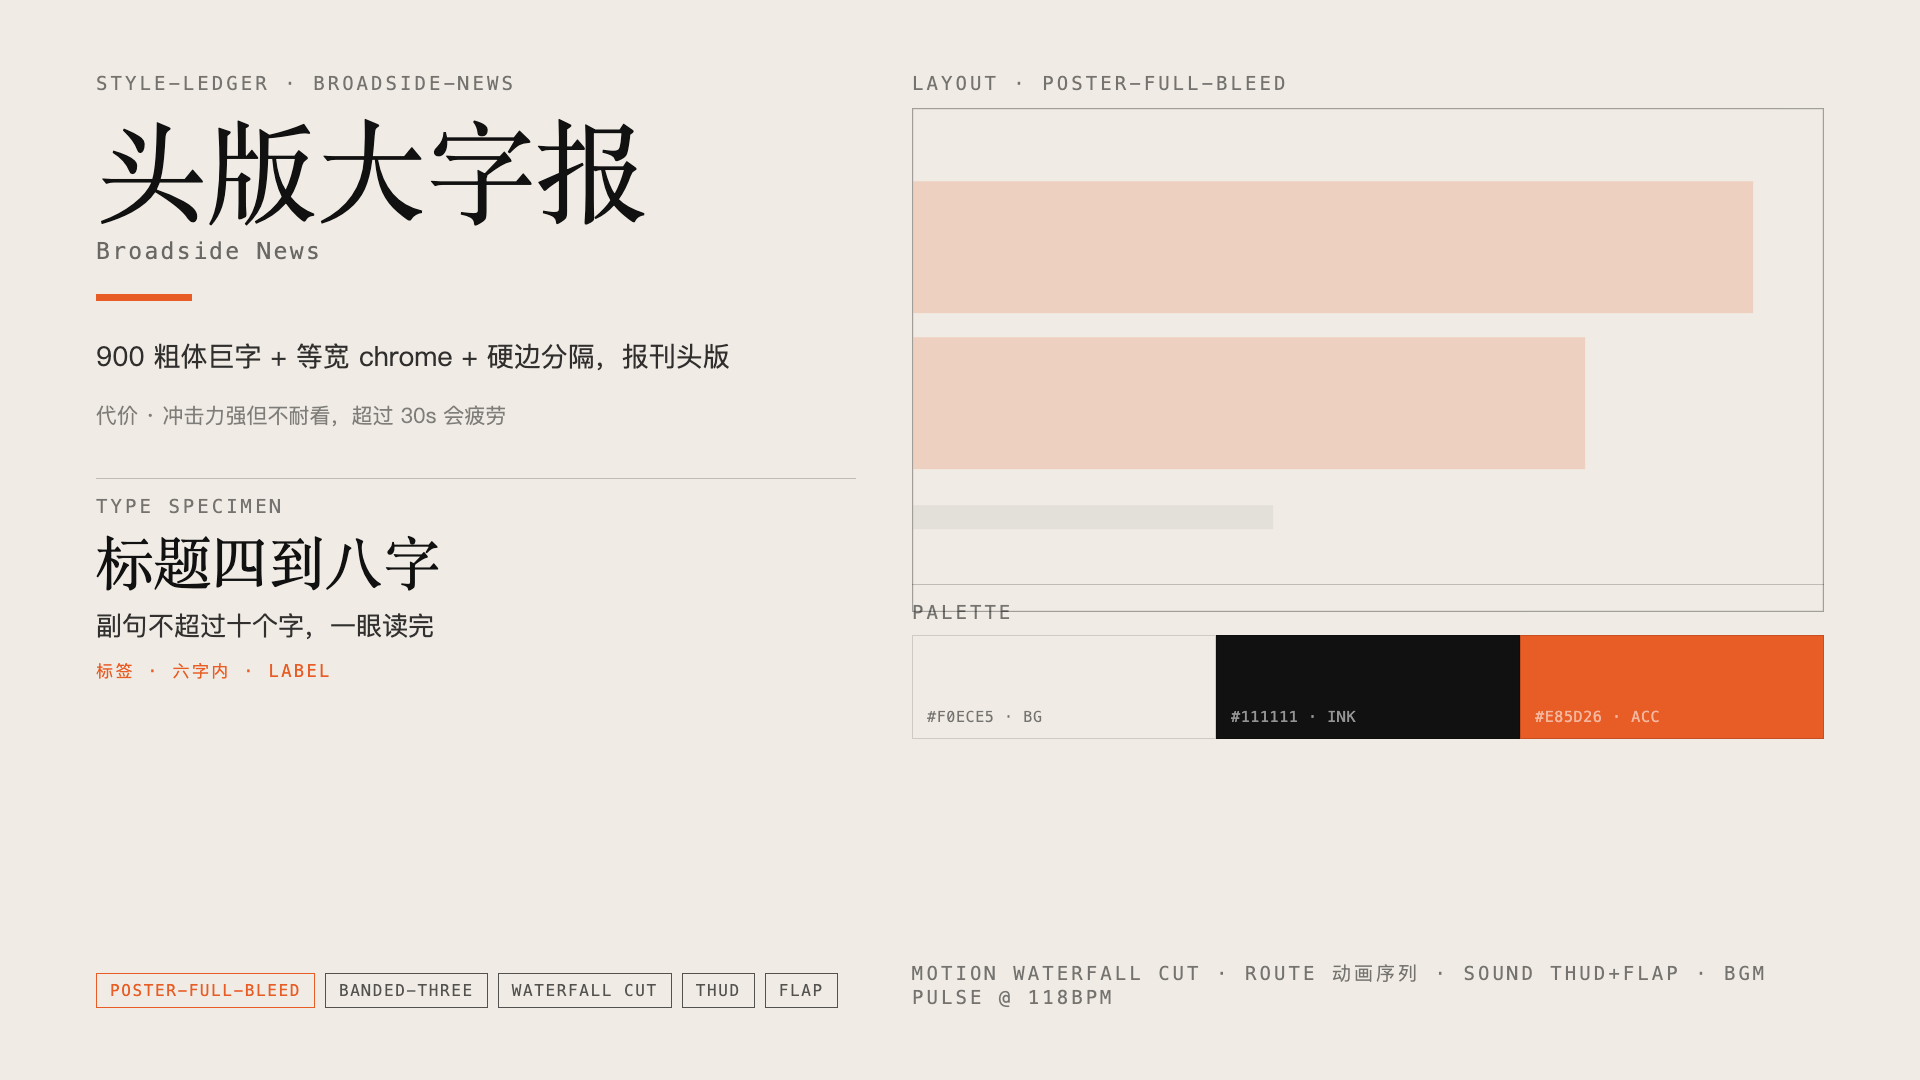 STYLE-LEDGER · BROADSIDE-NEWS
头版大字报
Broadside News
900 粗体巨字 + 等宽 chrome + 硬边分隔，报刊头版
代价 · 冲击力强但不耐看，超过 30s 会疲劳
TYPE SPECIMEN
标题四到八字
副句不超过十个字，一眼读完
标签 · 六字内 · LABEL
POSTER-FULL-BLEED
BANDED-THREE
WATERFALL CUT
THUD
FLAP
LAYOUT · POSTER-FULL-BLEED
PALETTE
#F0ECE5 · BG
#111111 · INK
#E85D26 · ACC
MOTION WATERFALL CUT · ROUTE 动画序列 · SOUND THUD+FLAP · BGM
PULSE @ 118BPM